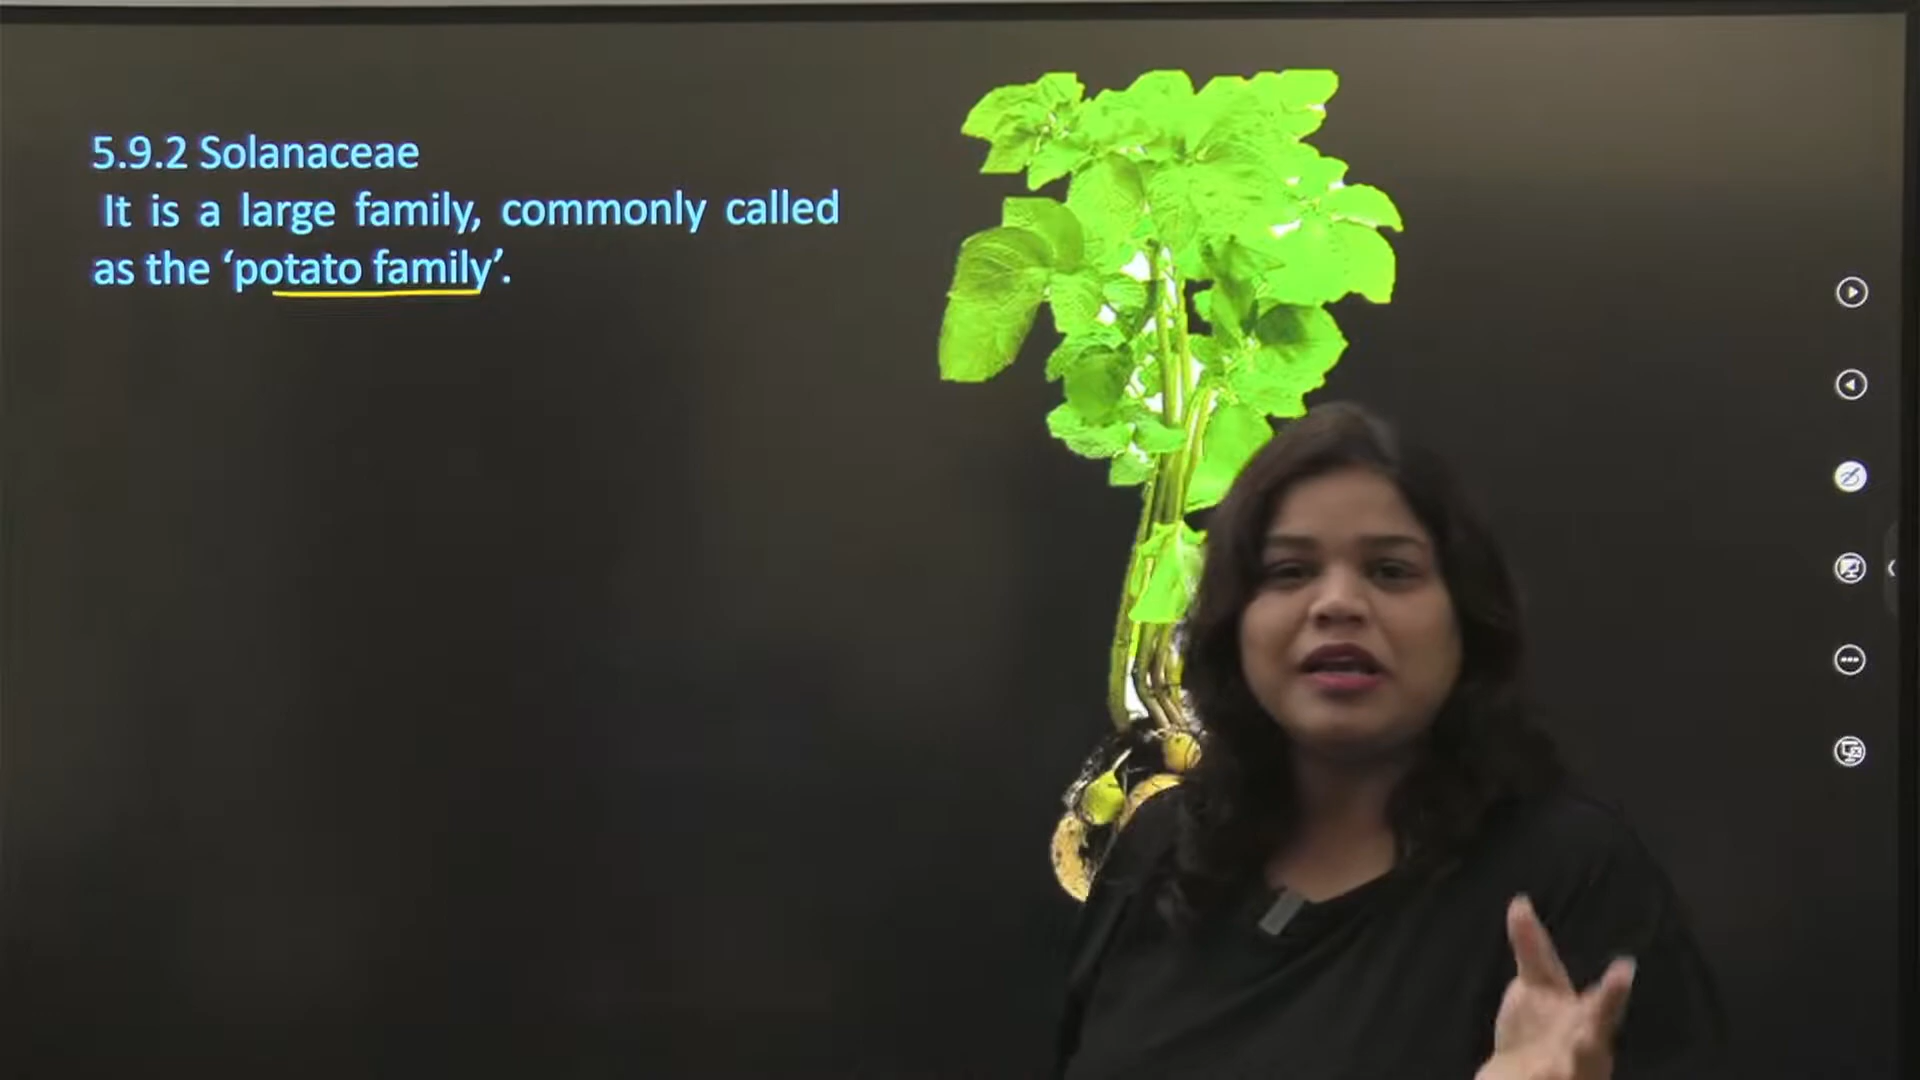 5.9.2 Solanaceae
It is a large family, commonly called
as the ‘potato family’.